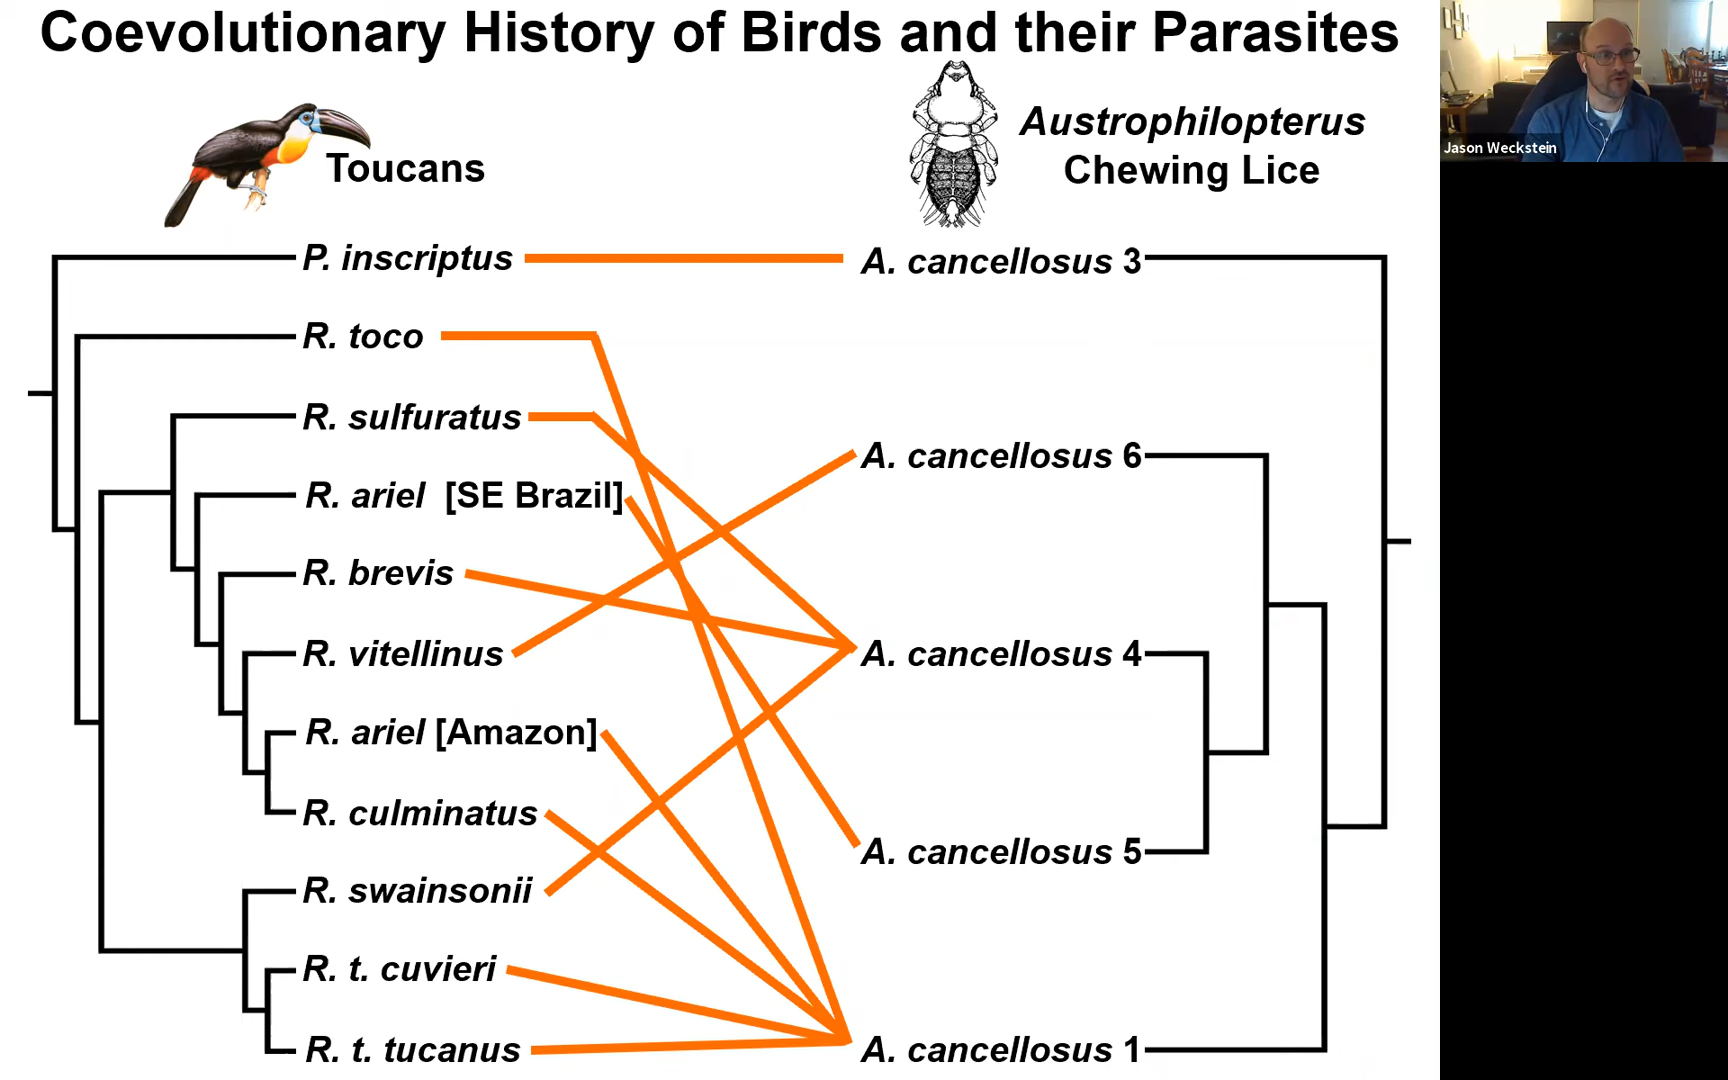 Coevolutionary History of Birds and their Parasites
Toucans
Austrophilopterus
Chewing Lice
Jason Weckstein
P. inscriptus
R. toco
R. sulfuratus
R. ariel [SE Brazil]
R. brevis
R. vitellinus
R. ariel [Amazon]
R. culminatus
R. swainsonii
R. t. cuvieri
R. t. tucanus
A. cancellosus 3
A. cancellosus 6
A. cancellosus 4
A. cancellosus 5
A. cancellosus 1